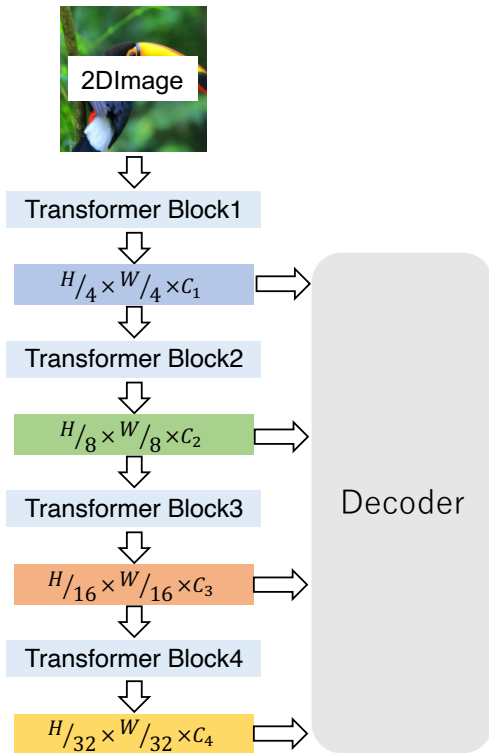 2DImage
Transformer Block1
H/4 × W/4 × C₁
Transformer Block2
H/8 × W/8 × C₂
Transformer Block3
H/16 × W/16 × C₃
Transformer Block4
H/32 × W/32 × C₄
Decoder